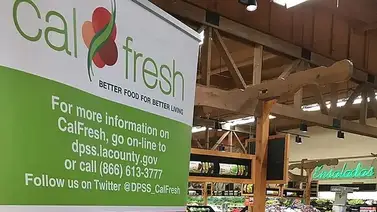 cal fresh
BETTER FOOD FOR BETTER LIVING
For more information on
CalFresh, go on-line to
dpss.lacounty.gov
or call (866) 613-3777
Follow us on Twitter @DPSS_CalFresh